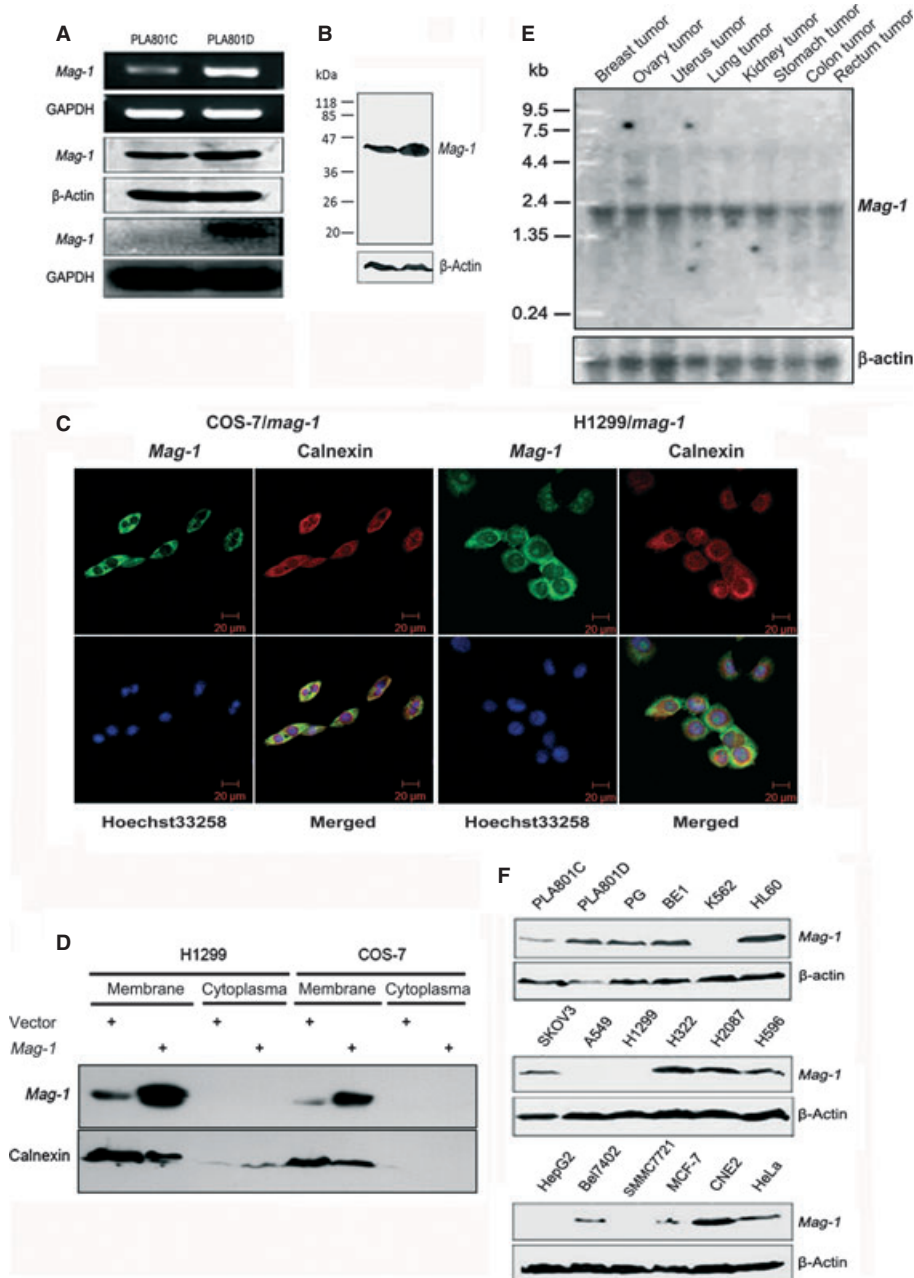 A
PLA801C PLA801D
Mag-1
GAPDH
Mag-1
β-Actin
Mag-1
GAPDH
B
kDa
118
85
47
36
26
20
Mag-1
β-Actin
E
Breast tumor
Ovary tumor
Uterus tumor
Lung tumor
Kidney tumor
Stomach tumor
Colon tumor
Rectum tumor
kb
9.5
7.5
4.4
2.4
1.35
0.24
Mag-1
β-actin
C
COS-7/mag-1
H1299/mag-1
Mag-1 Calnexin Mag-1 Calnexin
20 µm 20 µm 20 µm 20 µm
20 µm 20 µm 20 µm 20 µm
Hoechst33258 Merged Hoechst33258 Merged
D
H1299 COS-7
Membrane Cytoplasma Membrane Cytoplasma
Vector + + + +
Mag-1 + + + +
Mag-1
Calnexin
F
PLA801C PLA801D PG BE1 K562 HL60
Mag-1
β-actin
SKOV3 A549 H1299 H322 H2087 H596
Mag-1
β-Actin
HepG2 Bel7402 SMMC7721 MCF-7 CNE2 HeLa
Mag-1
β-Actin